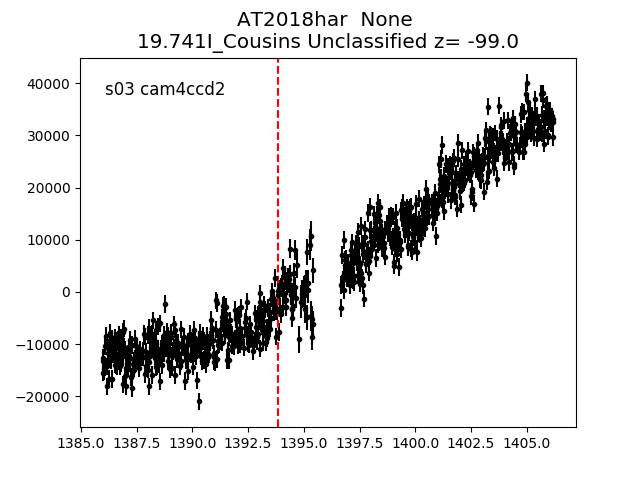 AT2018har  None
19.741I_Cousins Unclassified z= -99.0
s03 cam4ccd2
40000
30000
20000
10000
0
−10000
−20000
1385.0 1387.5 1390.0 1392.5 1395.0 1397.5 1400.0 1402.5 1405.0